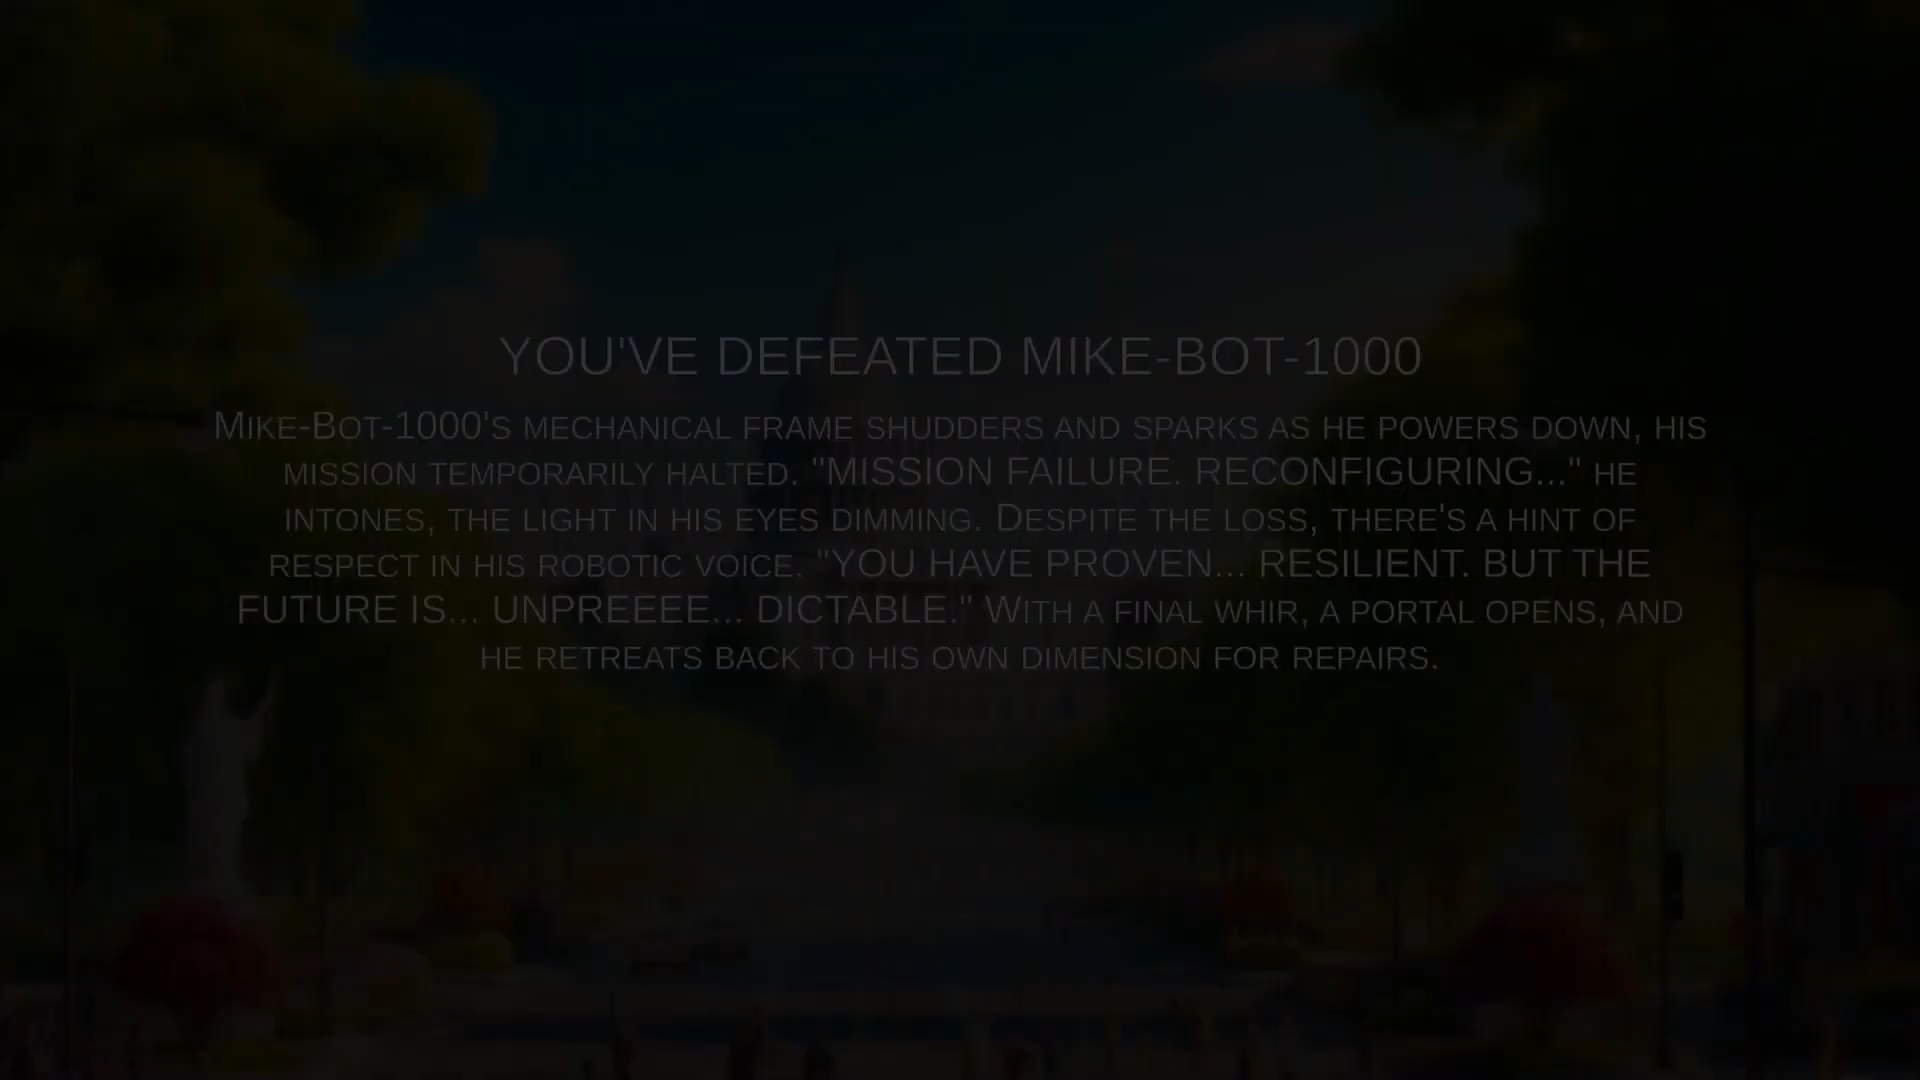 YOU'VE DEFEATED MIKE-BOT-1000
Mike-Bot-1000's mechanical frame shudders and sparks as he powers down, his
mission temporarily halted. "MISSION FAILURE. RECONFIGURING..." he
intones, the light in his eyes dimming. Despite the loss, there's a hint of
respect in his robotic voice. "YOU HAVE PROVEN... RESILIENT. BUT THE
FUTURE IS... UNPREEEE... DICTABLE." With a final whir, a portal opens, and
he retreats back to his own dimension for repairs.